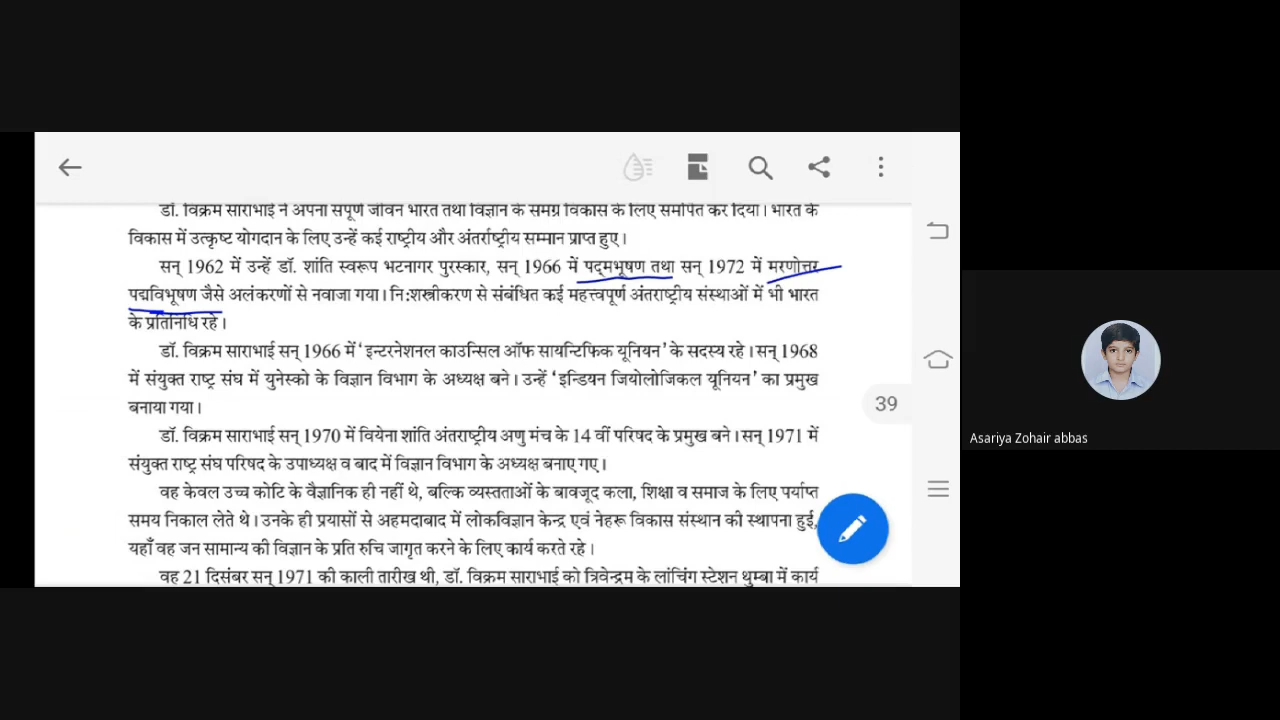 डॉ. विक्रम साराभाई ने अपना संपूर्ण जीवन भारत तथा विज्ञान के समग्र विकास के लिए समर्पित कर दिया। भारत के
विकास में उत्कृष्ट योगदान के लिए उन्हें कई राष्ट्रीय और अंतर्राष्ट्रीय सम्मान प्राप्त हुए।
सन् 1962 में उन्हें डॉ. शांति स्वरूप भटनागर पुरस्कार, सन् 1966 में पद्मभूषण तथा सन् 1972 में मरणोत्तर
पद्मविभूषण जैसे अलंकरणों से नवाजा गया। नि:शस्त्रीकरण से संबंधित कई महत्त्वपूर्ण अंतराष्ट्रीय संस्थाओं में भी भारत
के प्रतिनिधि रहे।
डॉ. विक्रम साराभाई सन् 1966 में ‘इन्टरनेशनल काउन्सिल ऑफ सायन्टिफिक यूनियन’ के सदस्य रहे। सन् 1968
में संयुक्त राष्ट्र संघ में युनेस्को के विज्ञान विभाग के अध्यक्ष बने। उन्हें ‘इन्डियन जियोलोजिकल यूनियन’ का प्रमुख
बनाया गया।
39
डॉ. विक्रम साराभाई सन् 1970 में वियेना शांति अंतराष्ट्रीय अणु मंच के 14 वीं परिषद के प्रमुख बने। सन् 1971 में
संयुक्त राष्ट्र संघ परिषद के उपाध्यक्ष व बाद में विज्ञान विभाग के अध्यक्ष बनाए गए।
वह केवल उच्च कोटि के वैज्ञानिक ही नहीं थे, बल्कि व्यस्तताओं के बावजूद कला, शिक्षा व समाज के लिए पर्याप्त
समय निकाल लेते थे। उनके ही प्रयासों से अहमदाबाद में लोकविज्ञान केन्द्र एवं नेहरू विकास संस्थान की स्थापना हुई,
यहाँ वह जन सामान्य की विज्ञान के प्रति रुचि जागृत करने के लिए कार्य करते रहे।
वह 21 दिसंबर सन् 1971 की काली तारीख थी, डॉ. विक्रम साराभाई को त्रिवेन्द्रम के लांचिंग स्टेशन थुम्बा में कार्य
Asariya Zohair abbas